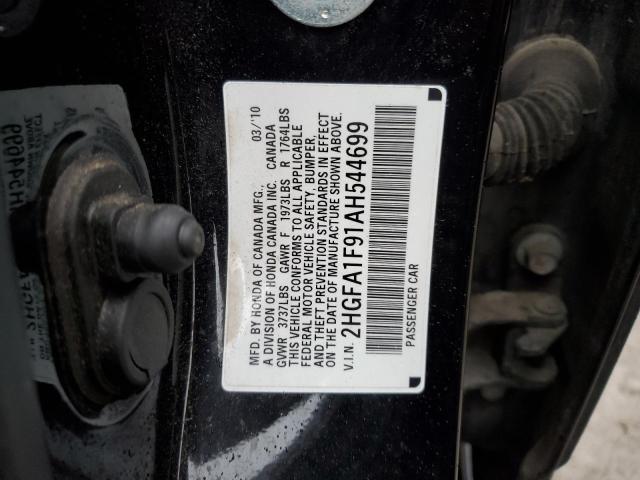 MFD. BY HONDA OF CANADA MFG., 03/'10
A DIVISION OF HONDA CANADA INC. CANADA
GVWR 3737LBS GAWR F 1973LBS R 1764LBS
THIS VEHICLE CONFORMS TO ALL APPLICABLE
FEDERAL MOTOR VEHICLE SAFETY, BUMPER,
AND THEFT PREVENTION STANDARDS IN EFFECT
ON THE DATE OF MANUFACTURE SHOWN ABOVE.
V.I.N. 2HGFA1F91AH544699
PASSENGER CAR